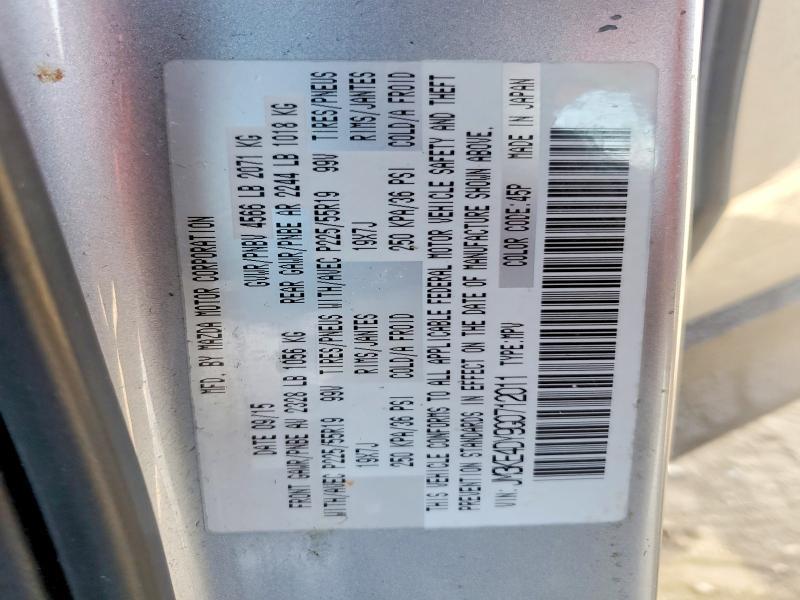 MFD. BY MAZDA MOTOR CORPORATION
DATE 09/15 GVWR/PNBV 4566 LB 2071 KG
FRONT GAWR/PNBE AV 2328 LB 1056 KG REAR GAWR/PNBE AR 2244 LB 1018 KG
WITH/AVEC P225/55R19 99V TIRES/PNEUS WITH/AVEC P225/55R19 99V TIRES/PNEUS
19X7J RIMS/JANTES 19X7J RIMS/JANTES
250 KPA/36 PSI COLD/A FROID 250 KPA/36 PSI COLD/A FROID
THIS VEHICLE CONFORMS TO ALL APPLICABLE FEDERAL MOTOR VEHICLE SAFETY AND THEFT
PREVENTION STANDARDS IN EFFECT ON THE DATE OF MANUFACTURE SHOWN ABOVE.
VIN: JM3KE4DY9G0712011 TYPE:MPV COLOR CODE:45P MADE IN JAPAN